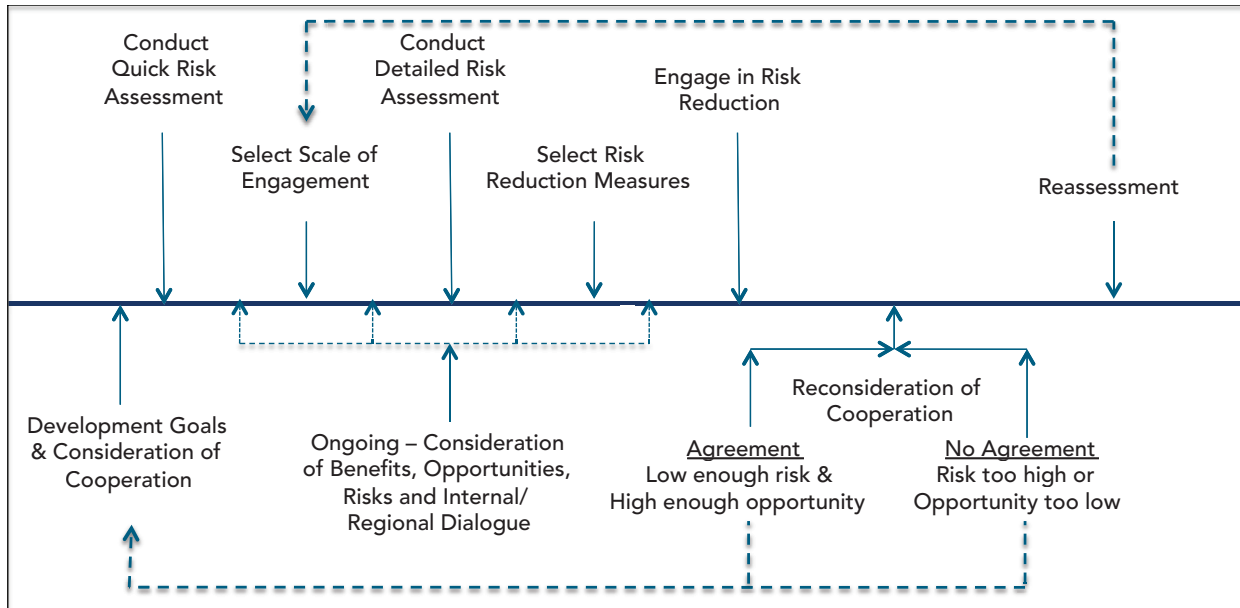 Conduct
Quick Risk
Assessment
Select Scale of
Engagement
Conduct
Detailed Risk
Assessment
Select Risk
Reduction Measures
Engage in Risk
Reduction
Reassessment
Development Goals
& Consideration of
Cooperation
Ongoing – Consideration
of Benefits, Opportunities,
Risks and Internal/
Regional Dialogue
Reconsideration of
Cooperation
Agreement
Low enough risk &
High enough opportunity
No Agreement
Risk too high or
Opportunity too low